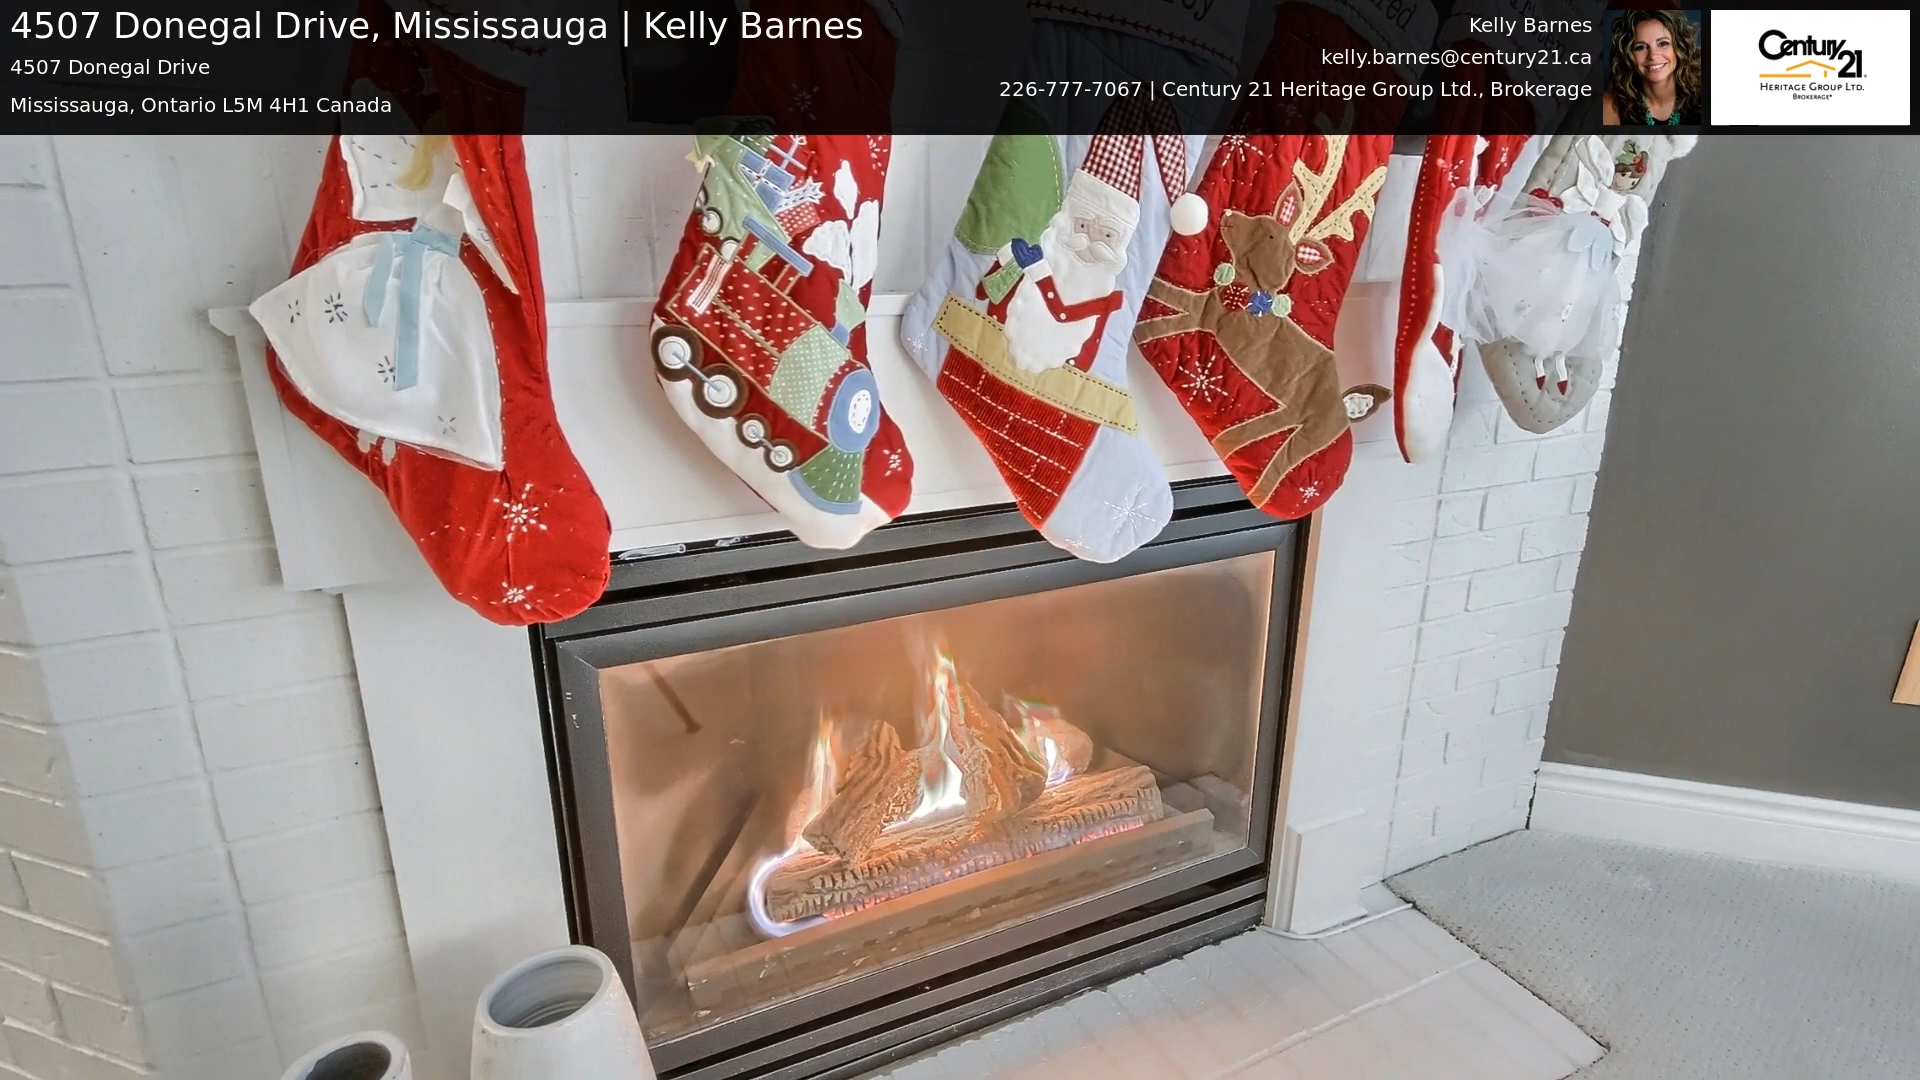 4507 Donegal Drive, Mississauga | Kelly Barnes
4507 Donegal Drive
Mississauga, Ontario L5M 4H1 Canada
Kelly Barnes
kelly.barnes@century21.ca
226-777-7067 | Century 21 Heritage Group Ltd., Brokerage
Century 21
HERITAGE GROUP LTD.
BROKERAGE*